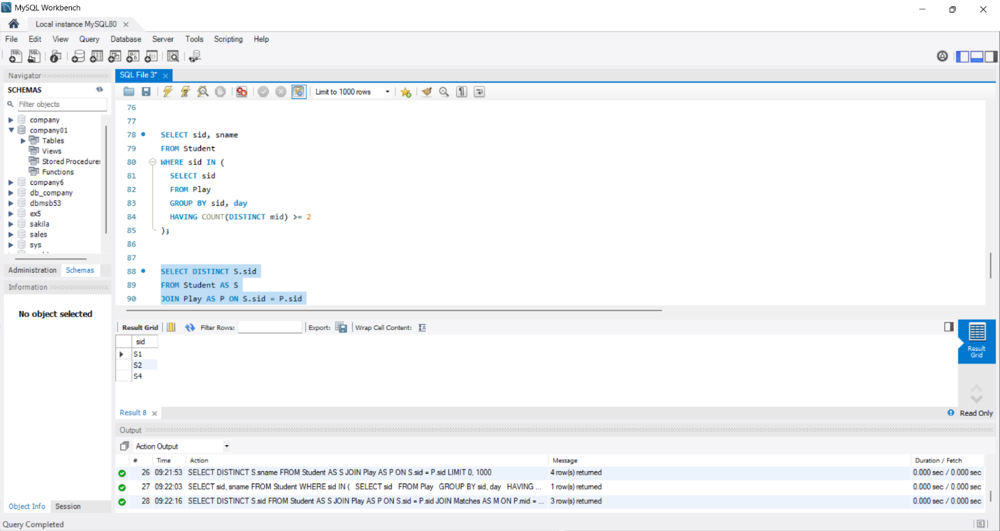 MySQL Workbench
Local instance MySQL80
File Edit View Query Database Server Tools Scripting Help
Navigator
SCHEMAS
Filter objects
company
company01
Tables
Views
Stored Procedures
Functions
company6
db_company
dbmsb53
ex5
sakila
sales
sys
Administration Schemas
Information
No object selected
Object Info Session
SQL File 3*
Limit to 1000 rows
76
77
78 SELECT sid, sname
79 FROM Student
80 WHERE sid IN (
81 SELECT sid
82 FROM Play
83 GROUP BY sid, day
84 HAVING COUNT(DISTINCT mid) >= 2
85 );
86
87
88 SELECT DISTINCT S.sid
89 FROM Student AS S
90 JOIN Play AS P ON S.sid = P.sid
Result Grid Filter Rows: Export: Wrap Cell Content:
sid
S1
S2
S4
Result Grid
Result 8
Read Only
Output
Action Output
# Time Action Message Duration / Fetch
26 09:21:53 SELECT DISTINCT S.sname FROM Student AS S JOIN Play AS P ON S.sid = P.sid LIMIT 0, 1000 4 row(s) returned 0.000 sec / 0.000 sec
27 09:22:03 SELECT sid, sname FROM Student WHERE sid IN ( SELECT sid FROM Play GROUP BY sid, day HAVING ... 1 row(s) returned 0.000 sec / 0.000 sec
28 09:22:16 SELECT DISTINCT S.sid FROM Student AS S JOIN Play AS P ON S.sid = P.sid JOIN Matches AS M ON P.mid = ... 3 row(s) returned 0.000 sec / 0.000 sec
Query Completed